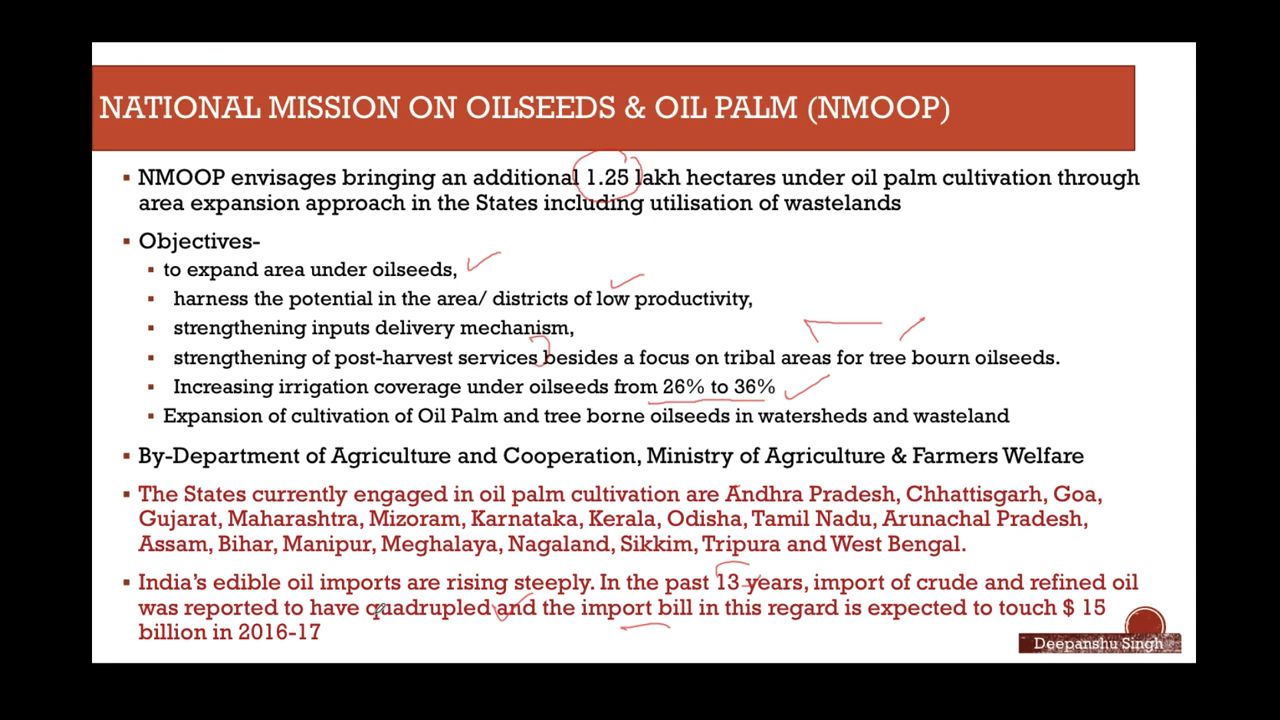 NATIONAL MISSION ON OILSEEDS & OIL PALM (NMOOP)
▪ NMOOP envisages bringing an additional 1.25 lakh hectares under oil palm cultivation through
area expansion approach in the States including utilisation of wastelands
▪ Objectives-
▪ to expand area under oilseeds,
▪ harness the potential in the area/ districts of low productivity,
▪ strengthening inputs delivery mechanism,
▪ strengthening of post-harvest services besides a focus on tribal areas for tree bourn oilseeds.
▪ Increasing irrigation coverage under oilseeds from 26% to 36%
▪ Expansion of cultivation of Oil Palm and tree borne oilseeds in watersheds and wasteland
▪ By-Department of Agriculture and Cooperation, Ministry of Agriculture & Farmers Welfare
▪ The States currently engaged in oil palm cultivation are Andhra Pradesh, Chhattisgarh, Goa,
Gujarat, Maharashtra, Mizoram, Karnataka, Kerala, Odisha, Tamil Nadu, Arunachal Pradesh,
Assam, Bihar, Manipur, Meghalaya, Nagaland, Sikkim, Tripura and West Bengal.
▪ India's edible oil imports are rising steeply. In the past 13 years, import of crude and refined oil
was reported to have quadrupled and the import bill in this regard is expected to touch $ 15
billion in 2016-17
Deepanshu Singh